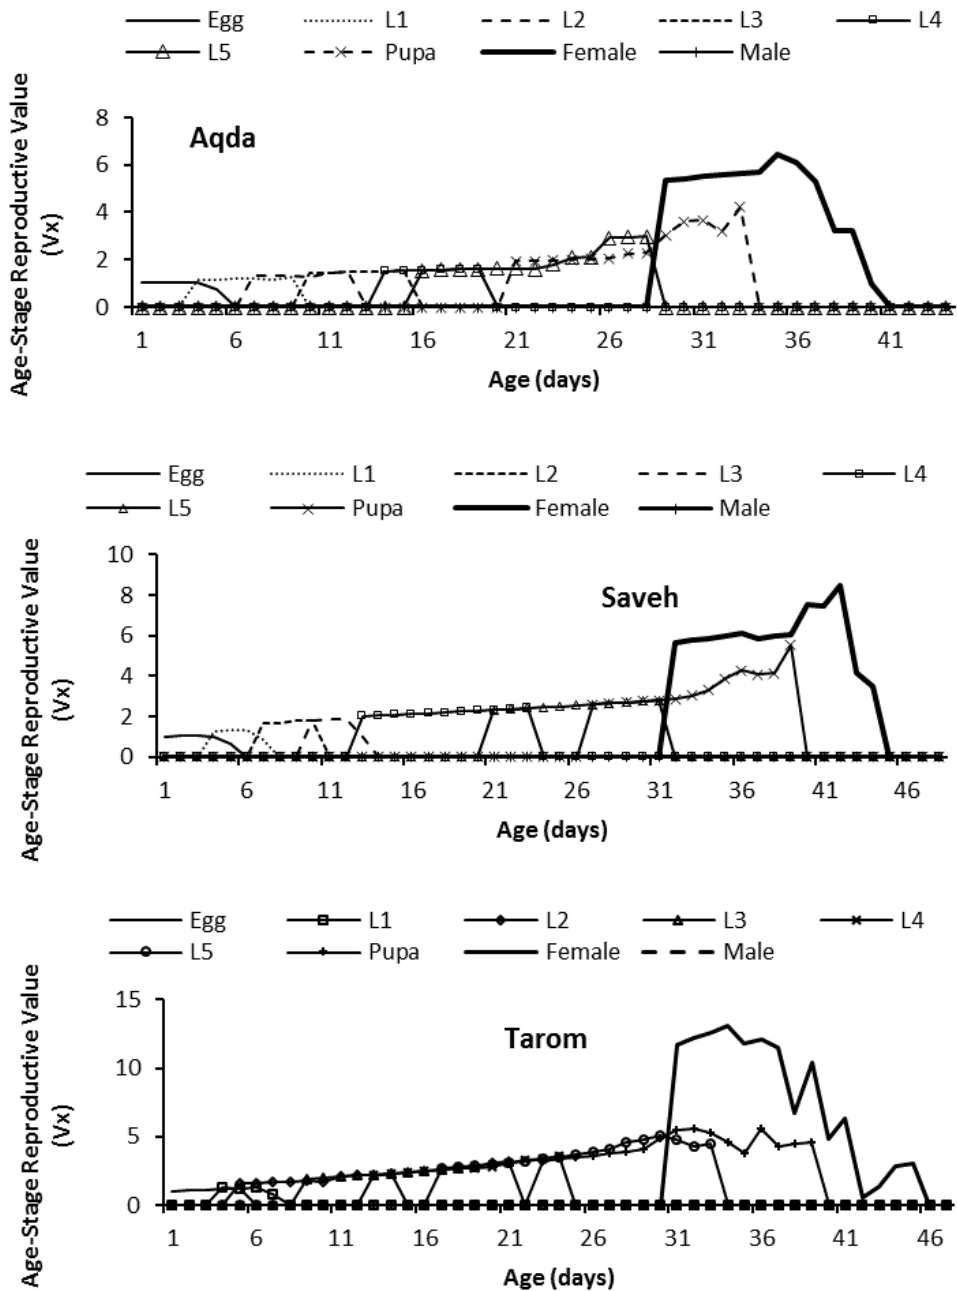 Egg L1 L2 L3 L4
L5 Pupa Female Male
Age-Stage Reproductive Value
(Vx)
8
6
4
2
0
Aqda
1 6 11 16 21 26 31 36 41
Age (days)
Egg L1 L2 L3 L4
L5 Pupa Female Male
Age-Stage Reproductive Value
(Vx)
10
8
6
4
2
0
Saveh
1 6 11 16 21 26 31 36 41 46
Age (days)
Egg L1 L2 L3 L4
L5 Pupa Female Male
Age-Stage Reproductive Value
(Vx)
15
10
5
0
Tarom
1 6 11 16 21 26 31 36 41 46
Age (days)